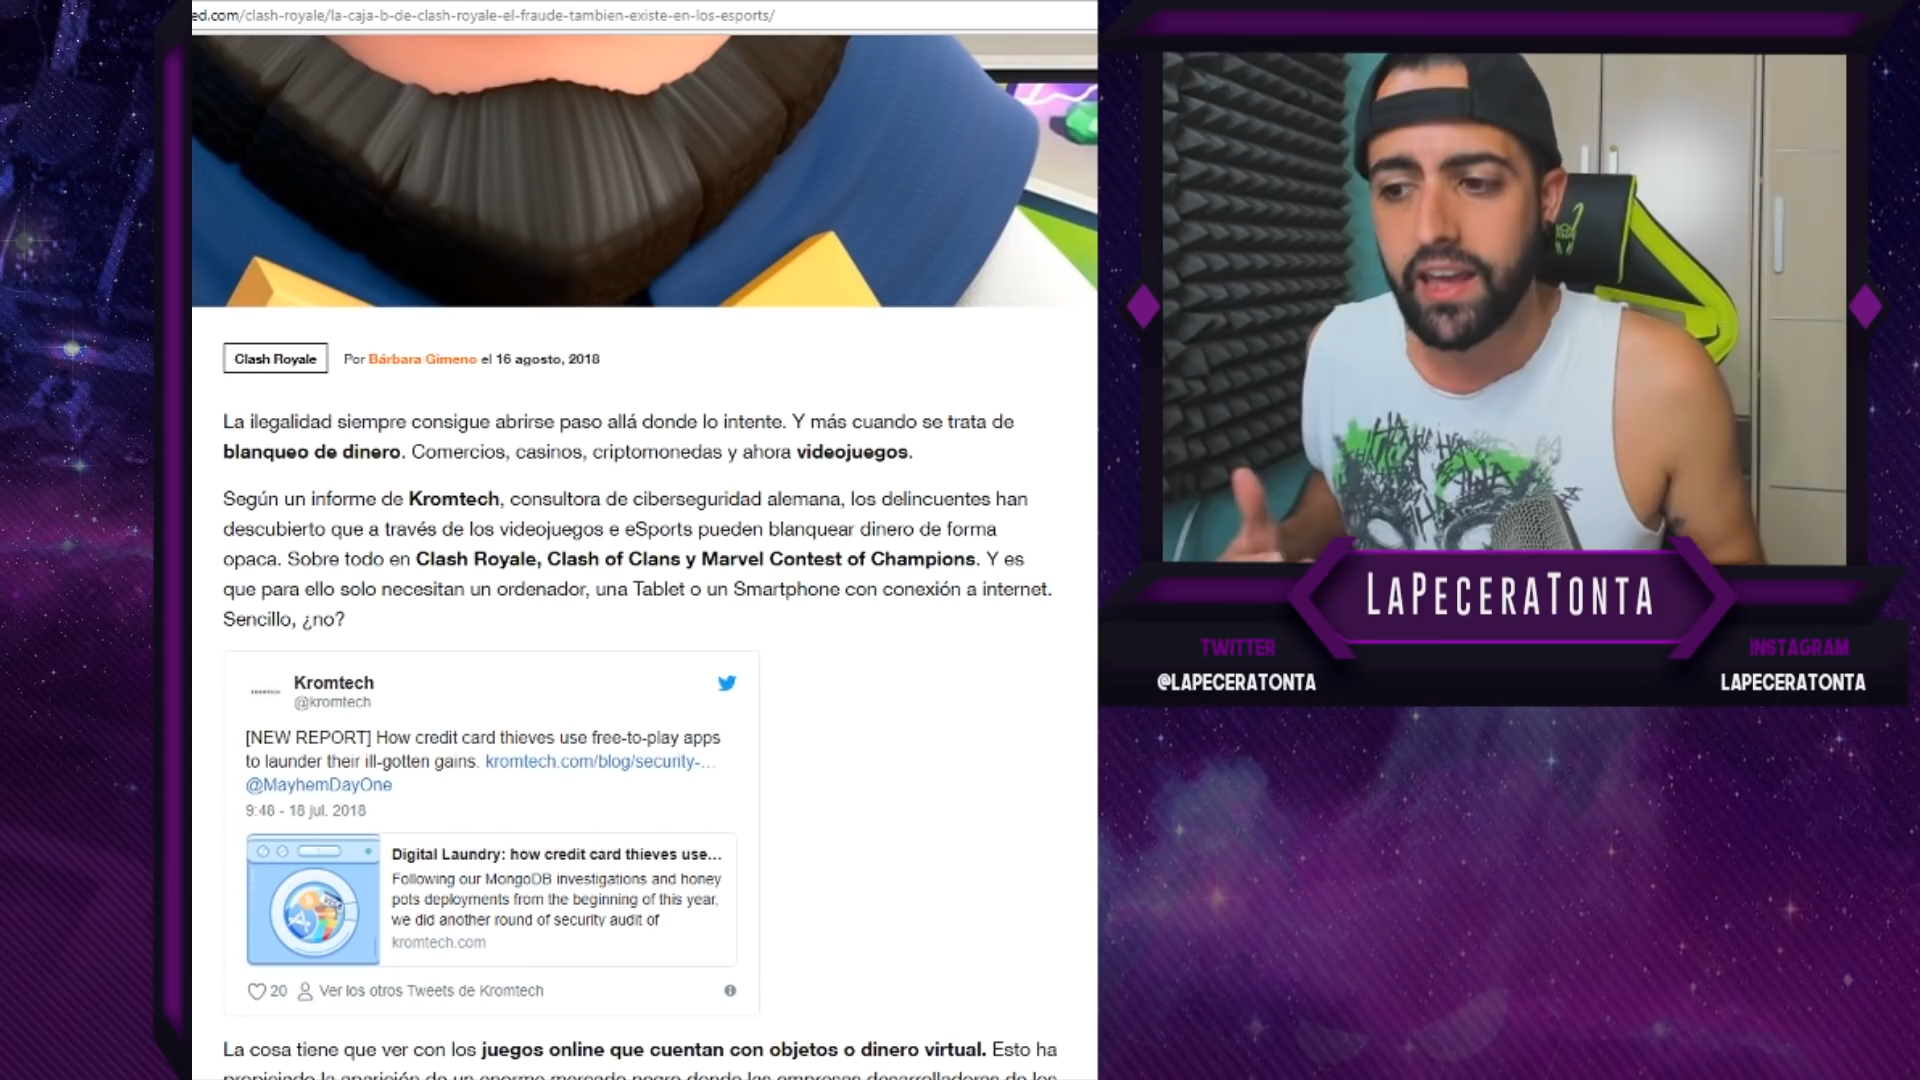 ed.com/clash-royale/la-caja-b-de-clash-royale-el-fraude-tambien-existe-en-los-esports/
Clash Royale Por Bárbara Gimeno el 16 agosto, 2018
La ilegalidad siempre consigue abrirse paso allá donde lo intente. Y más cuando se trata de
blanqueo de dinero. Comercios, casinos, criptomonedas y ahora videojuegos.
Según un informe de Kromtech, consultora de ciberseguridad alemana, los delincuentes han
descubierto que a través de los videojuegos e eSports pueden blanquear dinero de forma
opaca. Sobre todo en Clash Royale, Clash of Clans y Marvel Contest of Champions. Y es
que para ello solo necesitan un ordenador, una Tablet o un Smartphone con conexión a internet.
Sencillo, ¿no?
Kromtech
@kromtech
[NEW REPORT] How credit card thieves use free-to-play apps
to launder their ill-gotten gains. kromtech.com/blog/security-...
@MayhemDayOne
9:48 - 18 jul. 2018
Digital Laundry: how credit card thieves use...
Following our MongoDB investigations and honey
pots deployments from the beginning of this year,
we did another round of security audit of
kromtech.com
20 Ver los otros Tweets de Kromtech
La cosa tiene que ver con los juegos online que cuentan con objetos o dinero virtual. Esto ha
LAPECERATONTA
TWITTER
@LAPECERATONTA
INSTAGRAM
LAPECERATONTA